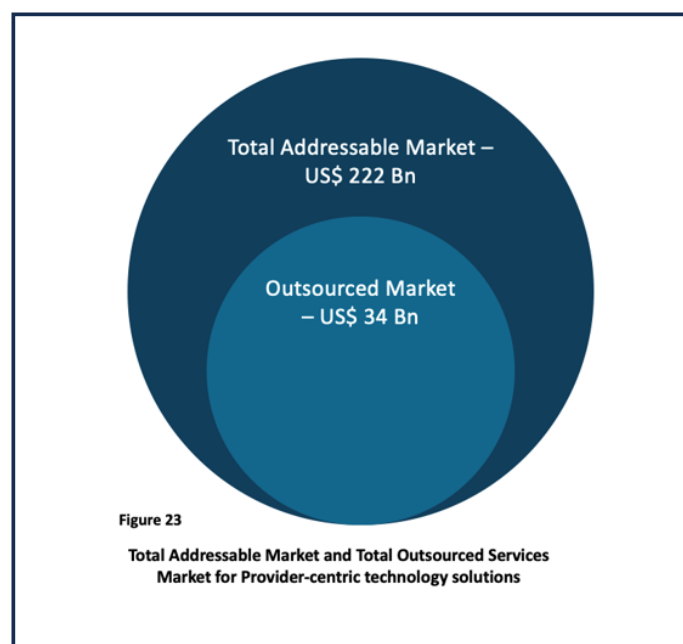 Total Addressable Market –
US$ 222 Bn
Outsourced Market
– US$ 34 Bn
Figure 23
Total Addressable Market and Total Outsourced Services
Market for Provider-centric technology solutions